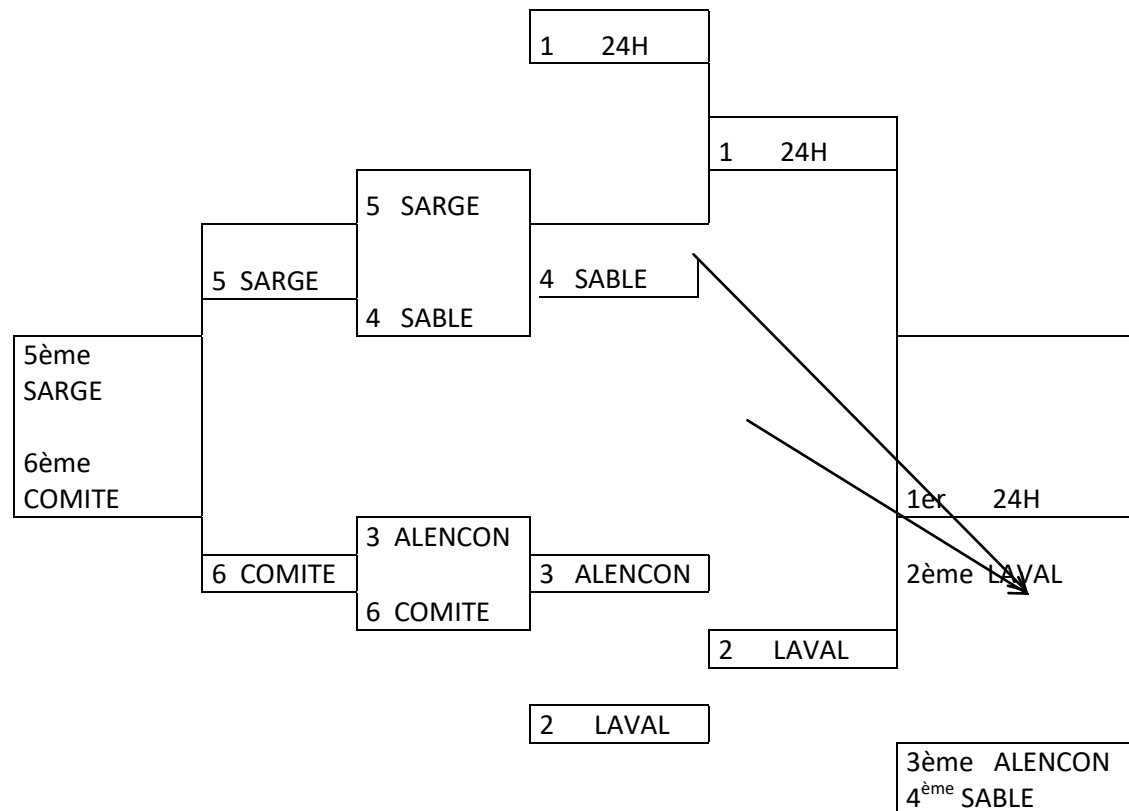 1 24H
1 24H
5 SARGE
5 SARGE
4 SABLE
4 SABLE
5ème
SARGE
6ème
COMITE
1er 24H
3 ALENCON
6 COMITE
3 ALENCON
2ème LAVAL
6 COMITE
2 LAVAL
2 LAVAL
3ème ALENCON
4ème SABLE